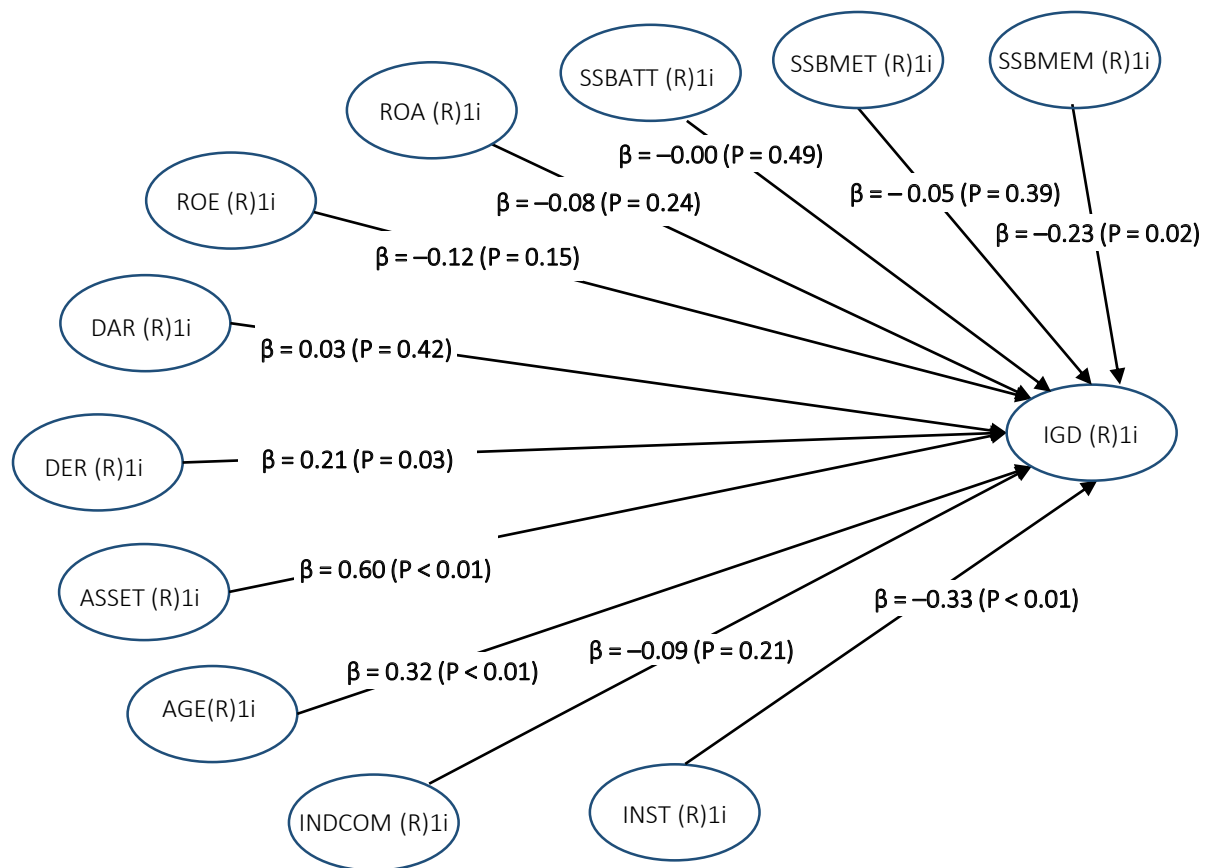 SSBATT (R)1i
SSBMET (R)1i
SSBMEM (R)1i
ROA (R)1i
β = −0.00 (P = 0.49)
ROE (R)1i
β = −0.08 (P = 0.24)
β = − 0.05 (P = 0.39)
β = −0.23 (P = 0.02)
β = −0.12 (P = 0.15)
DAR (R)1i
β = 0.03 (P = 0.42)
IGD (R)1i
DER (R)1i
β = 0.21 (P = 0.03)
β = 0.60 (P < 0.01)
ASSET (R)1i
β = −0.33 (P < 0.01)
β = −0.09 (P = 0.21)
β = 0.32 (P < 0.01)
AGE(R)1i
INDCOM (R)1i
INST (R)1i